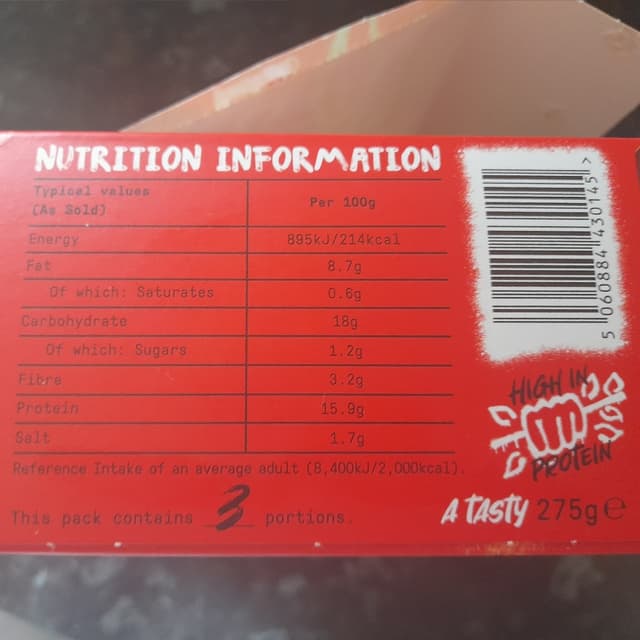 NUTRITION INFORMATION
Typical values
(As Sold)
Per 100g
Energy 895kJ/214kcal
Fat 8.7g
Of which: Saturates 0.6g
Carbohydrate 18g
Of which: Sugars 1.2g
Fibre 3.2g
Protein 15.9g
Salt 1.7g
Reference Intake of an average adult (8,400kJ/2,000kcal).
This pack contains 3 portions.
5 060884 430145 >
HIGH IN
PROTEIN
A TASTY 275g e